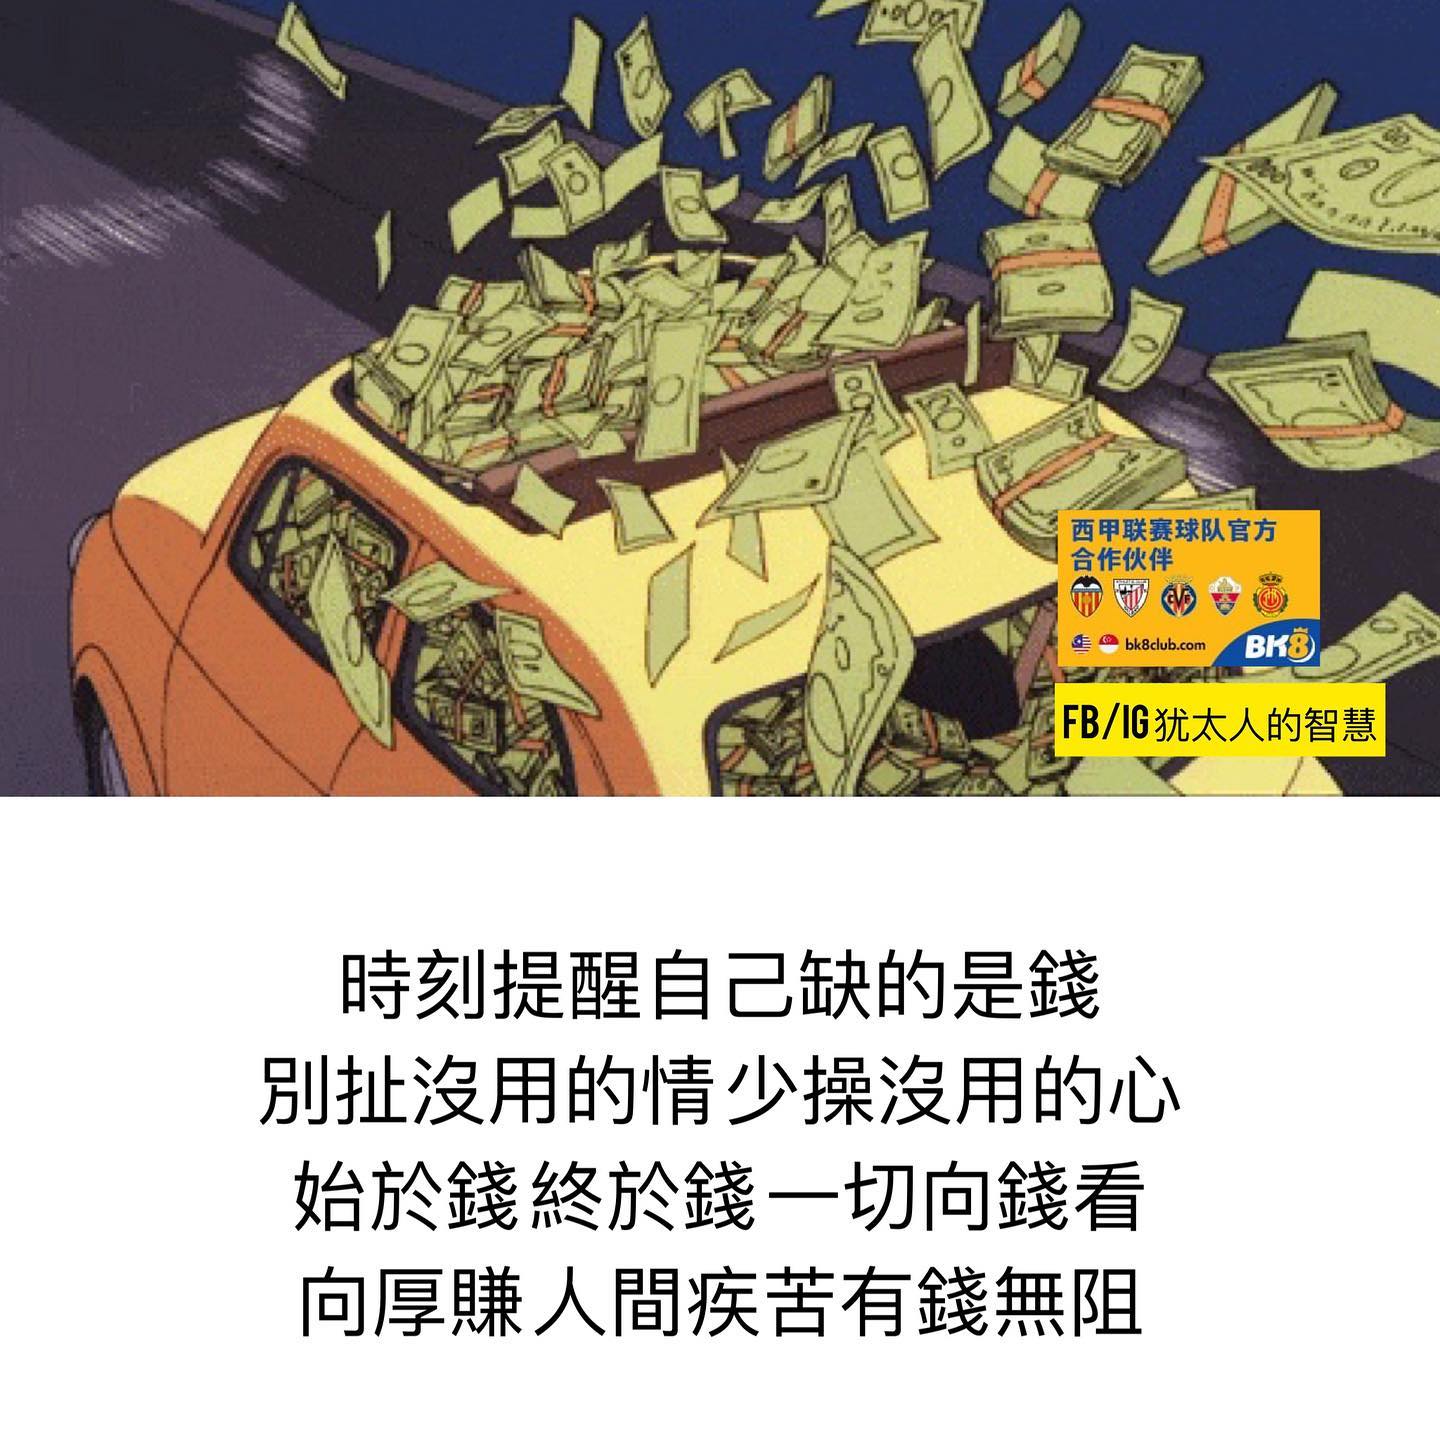 西甲联赛球队官方
合作伙伴
bk8club.com
BK8
FB/IG犹太人的智慧
時刻提醒自己缺的是錢
別扯沒用的情 少操沒用的心
始於錢 終於錢 一切向錢看
向厚賺 人間疾苦有錢無阻